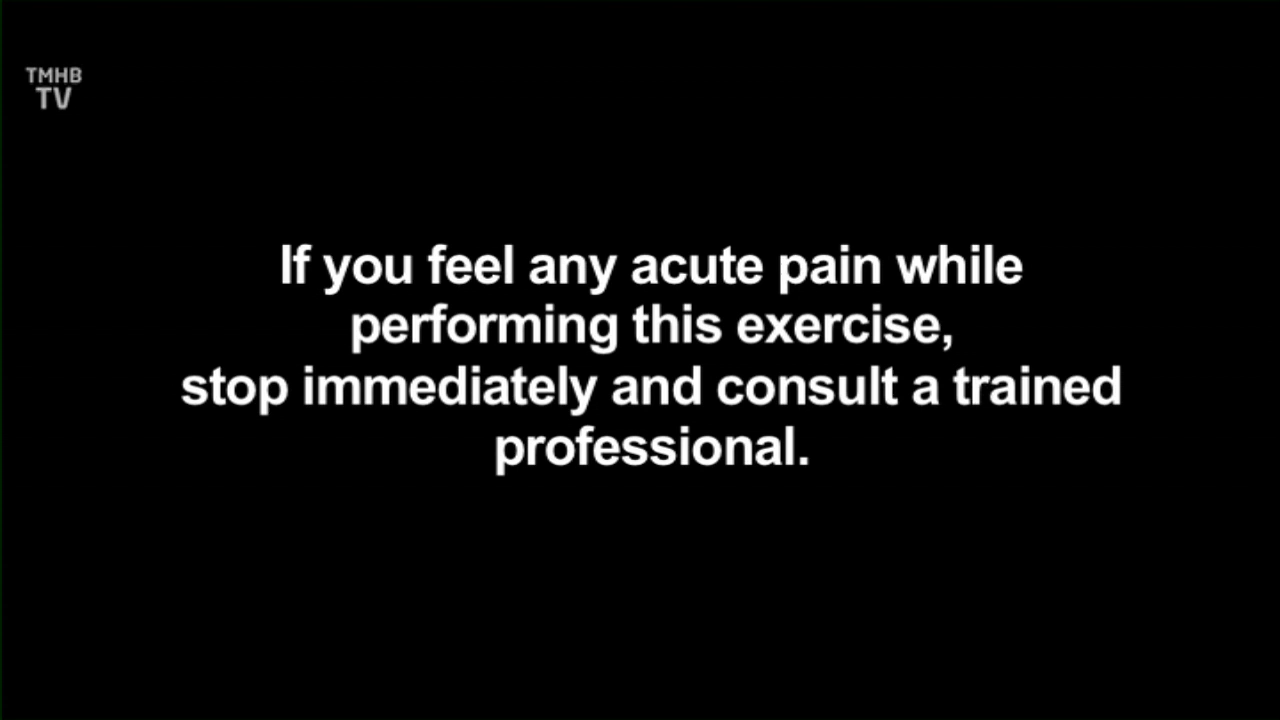 TMHB
TV
If you feel any acute pain while
performing this exercise,
stop immediately and consult a trained
professional.